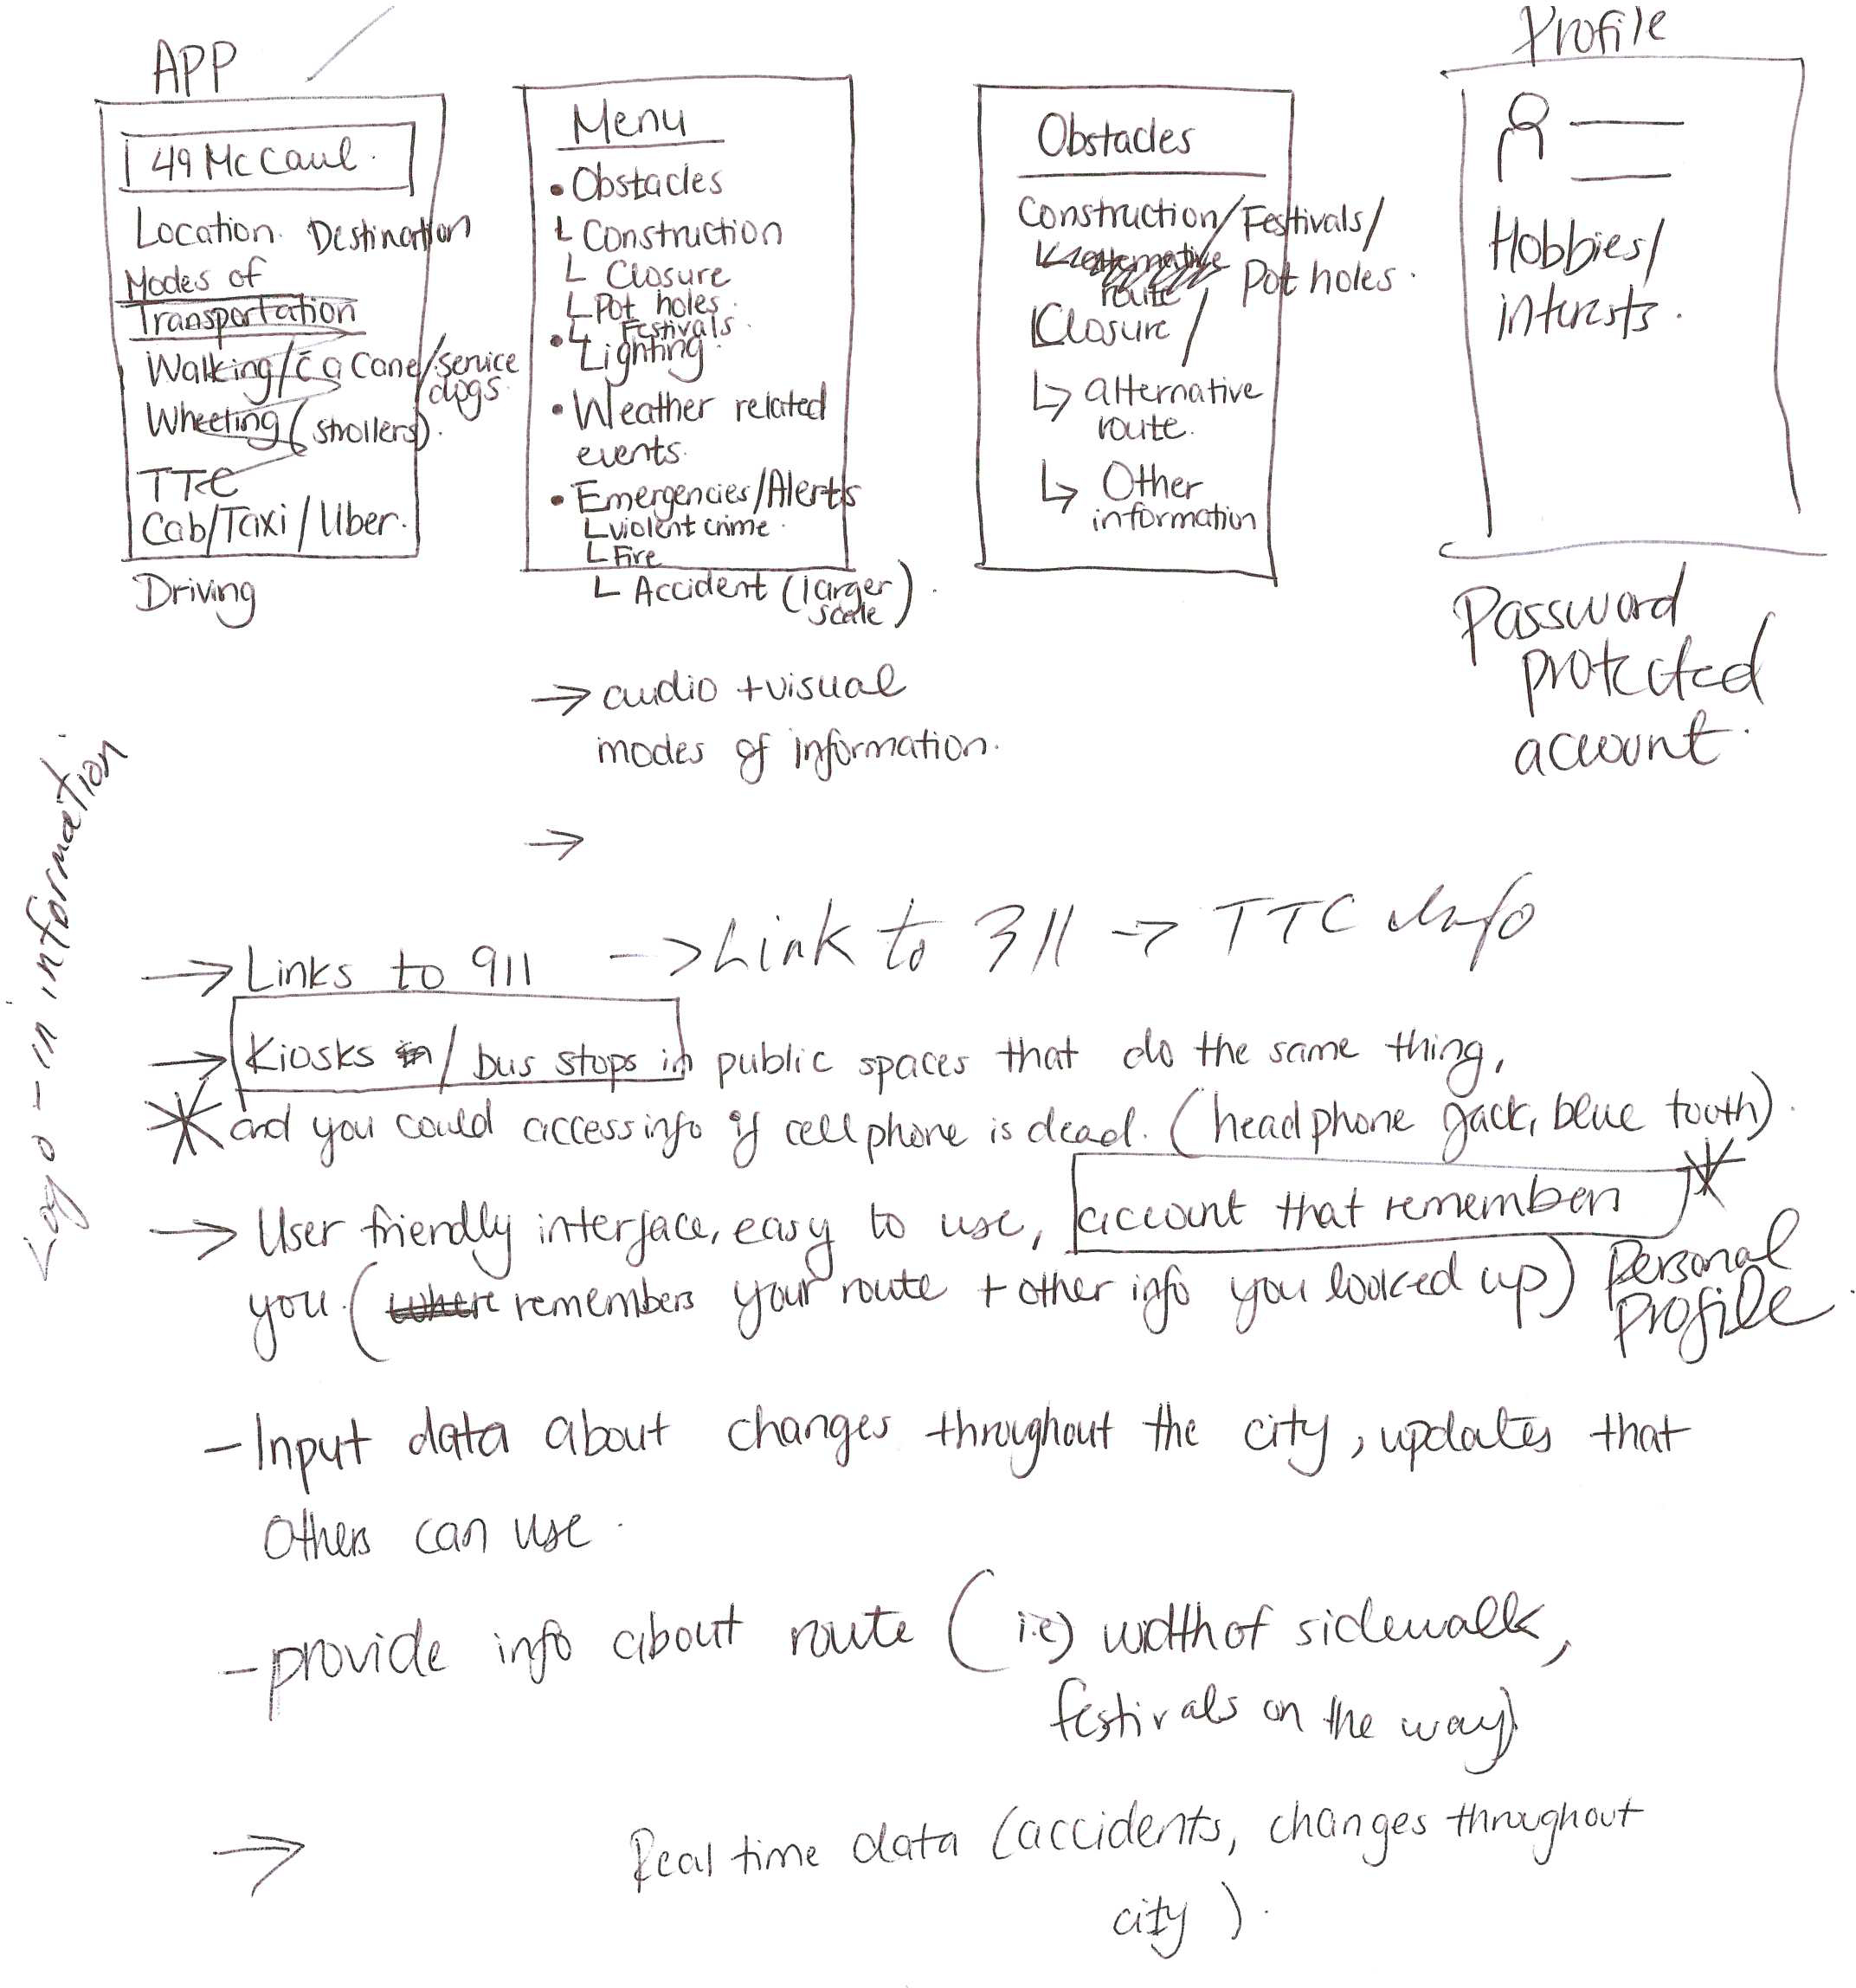 APP
49 McCaul.
Location. Destination
Modes of
Transportation
Walking/c̄ a Cane/service
dogs.
Wheeling (strollers).
TTC
Cab/Taxi/Uber.
Driving
Menu
• Obstacles
└ Construction
└ Closure
└ Pot holes.
└ Festivals.
• Lighting.
• Weather related
events.
• Emergencies/Alerts
└ violent crime.
└ Fire
└ Accident (larger
scale).
Obstacles
Construction/Festivals/
alternative
route
Pot holes.
Closure/
↳ alternative
route.
↳ Other
information
Profile
Hobbies/
interests.
Password
protected
account.
→ audio + visual
modes of information.
→
Log-in information
→ Links to 911 → Link to 311 → TTC info
→ Kiosks in/bus stops in public spaces that do the same thing,
* and you could access info if cell phone is dead. (headphone jack, blue tooth).
→ User friendly interface, easy to use, account that remembers *
you. (where remembers your route + other info you looked up) Personal
Profile.
- Input data about changes throughout the city, updates that
others can use.
- provide info about route (i.e) width of sidewalk,
festivals on the way)
→ Real time data (accidents, changes throughout
city).